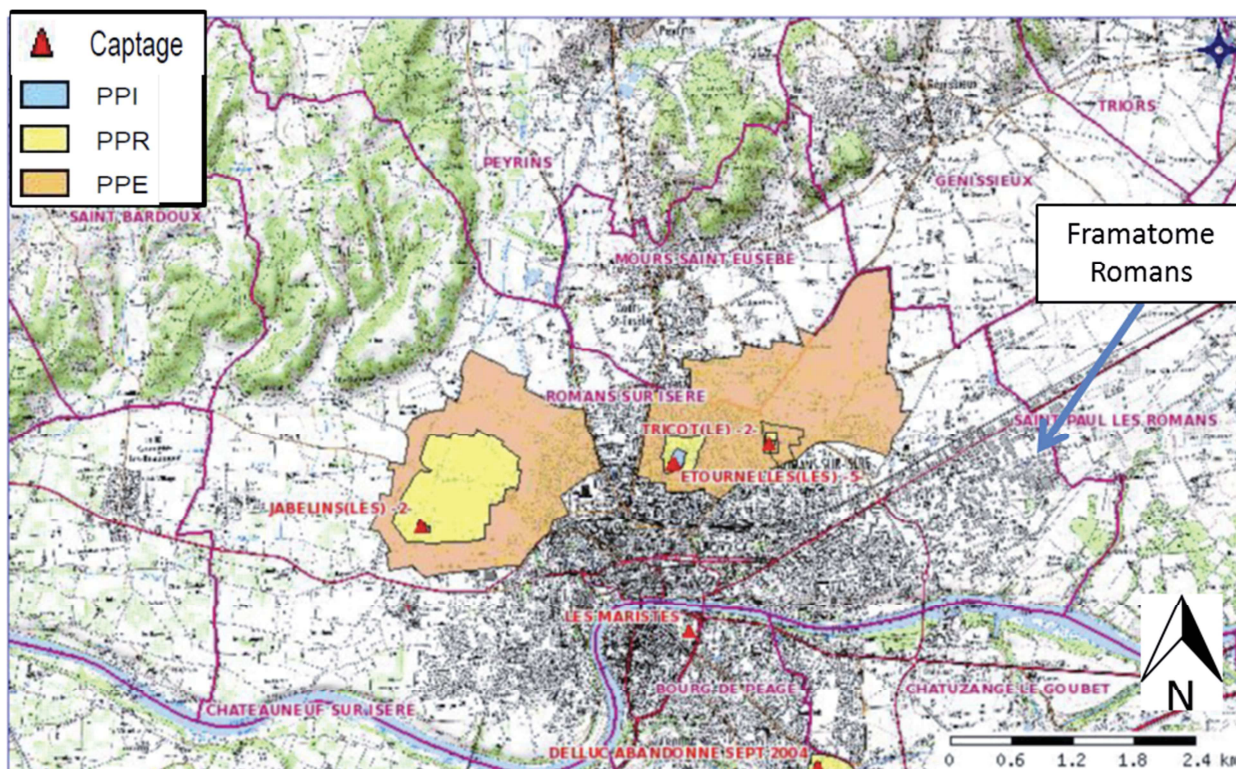 Captage
PPI
PPR
PPE
TRIORS
PEYRINS
GENISSIEUX
SAINT BARDOUX
Framatome
Romans
MOURS SAINT EUSEBE
ROMANS SUR ISERE
SAINT PAUL LES ROMANS
TRICOT(LE) -2-
ETOURNELLES(LES) -5-
JABELINS(LES) -2-
LES MARISTES
BOURG-DE-PEAGE
CHATUZANGE LE GOUBET
CHATEAUNEUF SUR ISERE
N
DELLUC ABANDONNE SEPT 2004
0 0.6 1.2 1.8 2.4 km